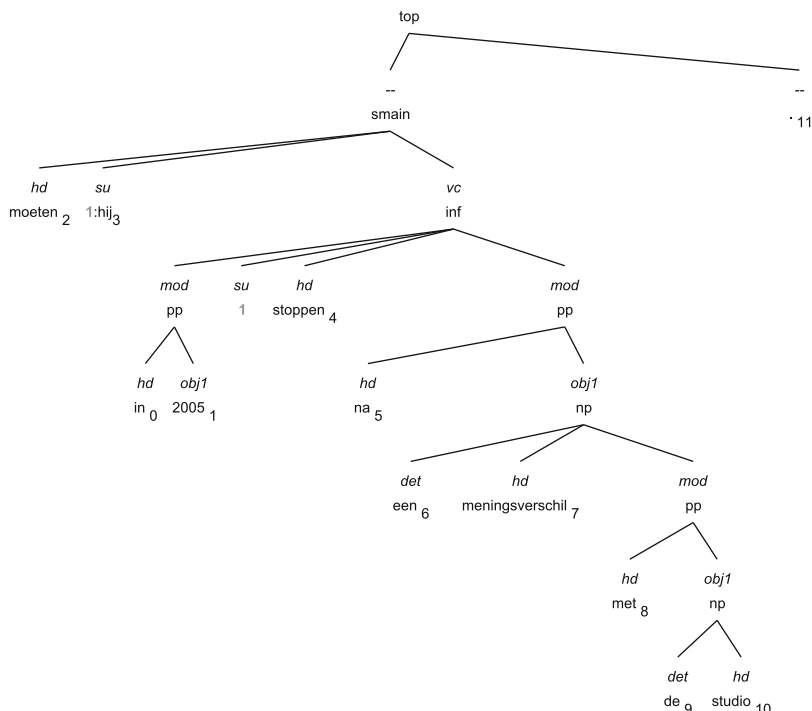 top
-- --
smain . 11
hd su vc
moeten 2 1:hij3 inf
mod su hd mod
pp 1 stoppen 4 pp
hd obj1 hd obj1
in 0 2005 1 na 5 np
det hd mod
een 6 meningsverschil 7 pp
hd obj1
met 8 np
det hd
de 9 studio 10